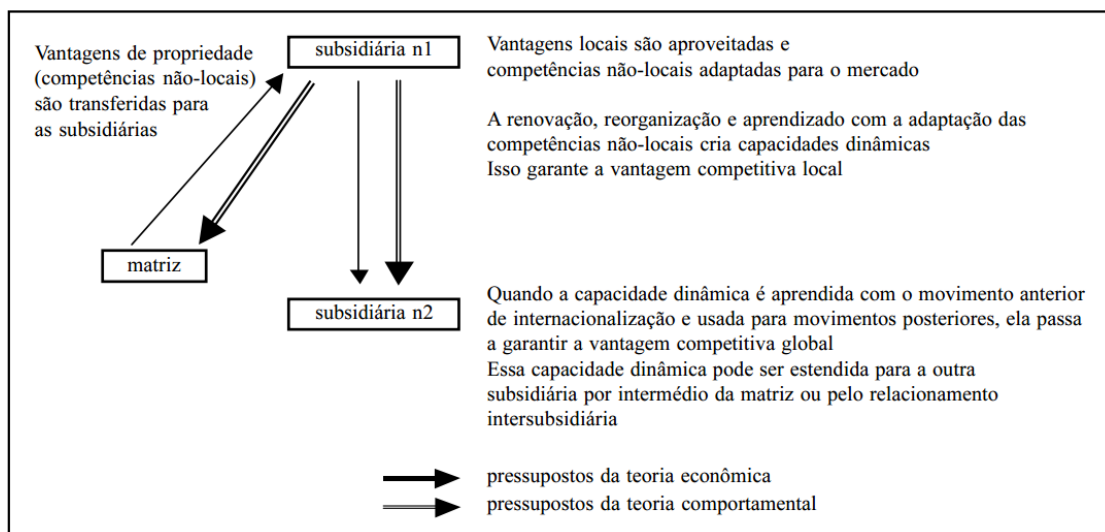 Vantagens de propriedade
(competências não-locais)
são transferidas para
as subsidiárias
subsidiária n1
Vantagens locais são aproveitadas e
competências não-locais adaptadas para o mercado
A renovação, reorganização e aprendizado com a adaptação das
competências não-locais cria capacidades dinâmicas
Isso garante a vantagem competitiva local
matriz
subsidiária n2
Quando a capacidade dinâmica é aprendida com o movimento anterior
de internacionalização e usada para movimentos posteriores, ela passa
a garantir a vantagem competitiva global
Essa capacidade dinâmica pode ser estendida para a outra
subsidiária por intermédio da matriz ou pelo relacionamento
intersubsidiária
pressupostos da teoria econômica
pressupostos da teoria comportamental